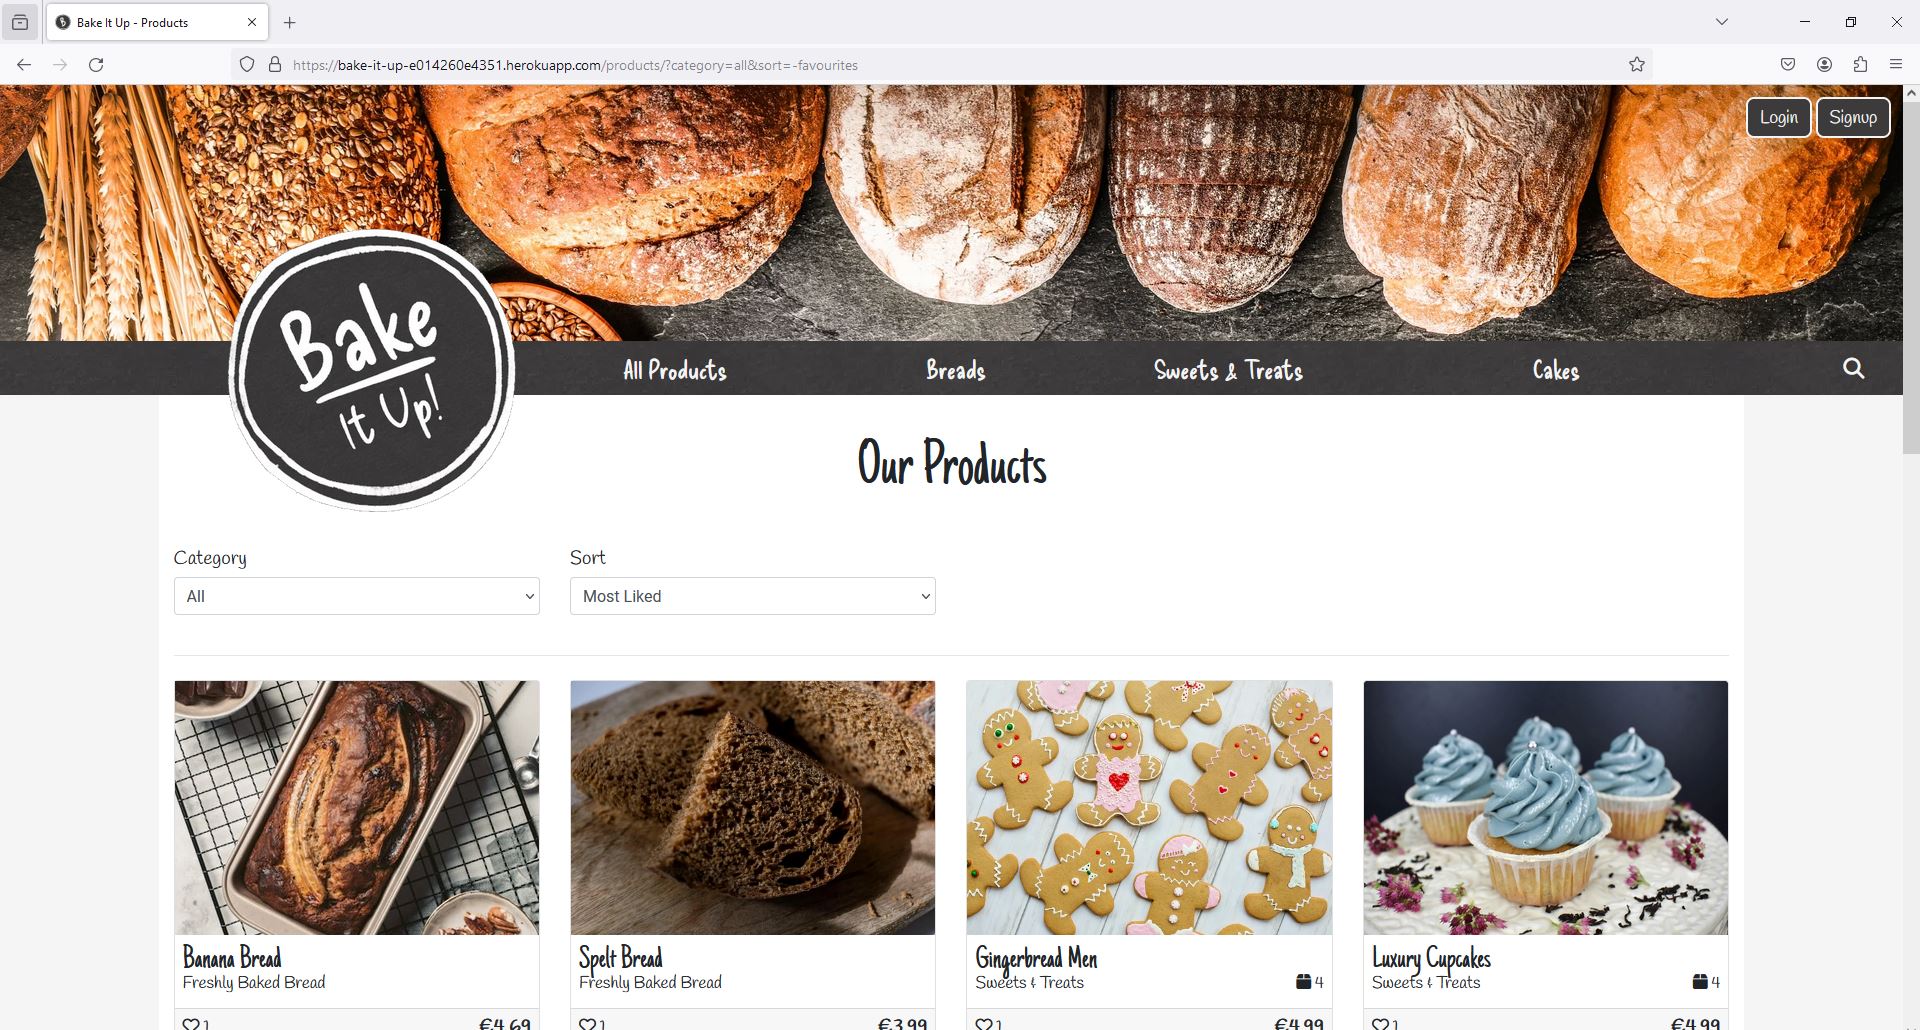 Bake It Up - Products
https://bake-it-up-e014260e4351.herokuapp.com/products/?category=all&sort=-favourites
Login Signup
Bake
It Up!
All Products Breads Sweets & Treats Cakes
Our Products
Category Sort
All Most Liked
Banana Bread Spelt Bread Gingerbread Men Luxury Cupcakes
Freshly Baked Bread Freshly Baked Bread Sweets & Treats 4 Sweets & Treats 4
1 €4.69 1 €3.99 1 €4.99 1 €4.99